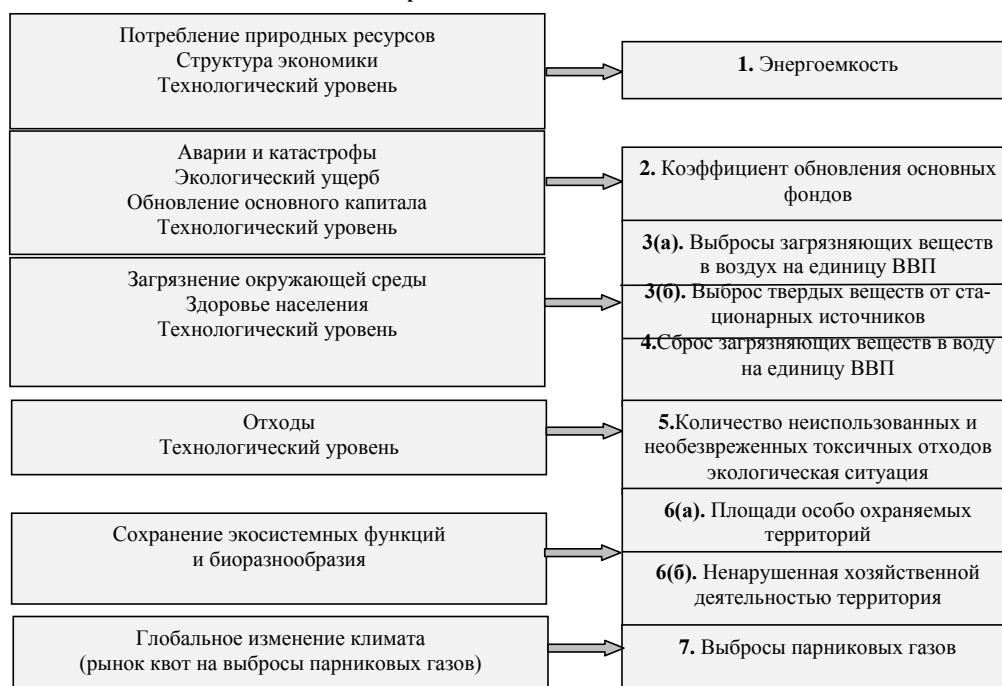 Потребление природных ресурсов
Структура экономики
Технологический уровень
1. Энергоемкость
Аварии и катастрофы
Экологический ущерб
Обновление основного капитала
Технологический уровень
2. Коэффициент обновления основных
фондов
Загрязнение окружающей среды
Здоровье населения
Технологический уровень
3(а). Выбросы загрязняющих веществ
в воздух на единицу ВВП
3(б). Выброс твердых веществ от ста-
ционарных источников
4.Сброс загрязняющих веществ в воду
на единицу ВВП
Отходы
Технологический уровень
5.Количество неиспользованных и
необезвреженных токсичных отходов
экологическая ситуация
Сохранение экосистемных функций
и биоразнообразия
6(а). Площади особо охраняемых
территорий
6(б). Ненарушенная хозяйственной
деятельностью территория
Глобальное изменение климата
(рынок квот на выбросы парниковых газов)
7. Выбросы парниковых газов